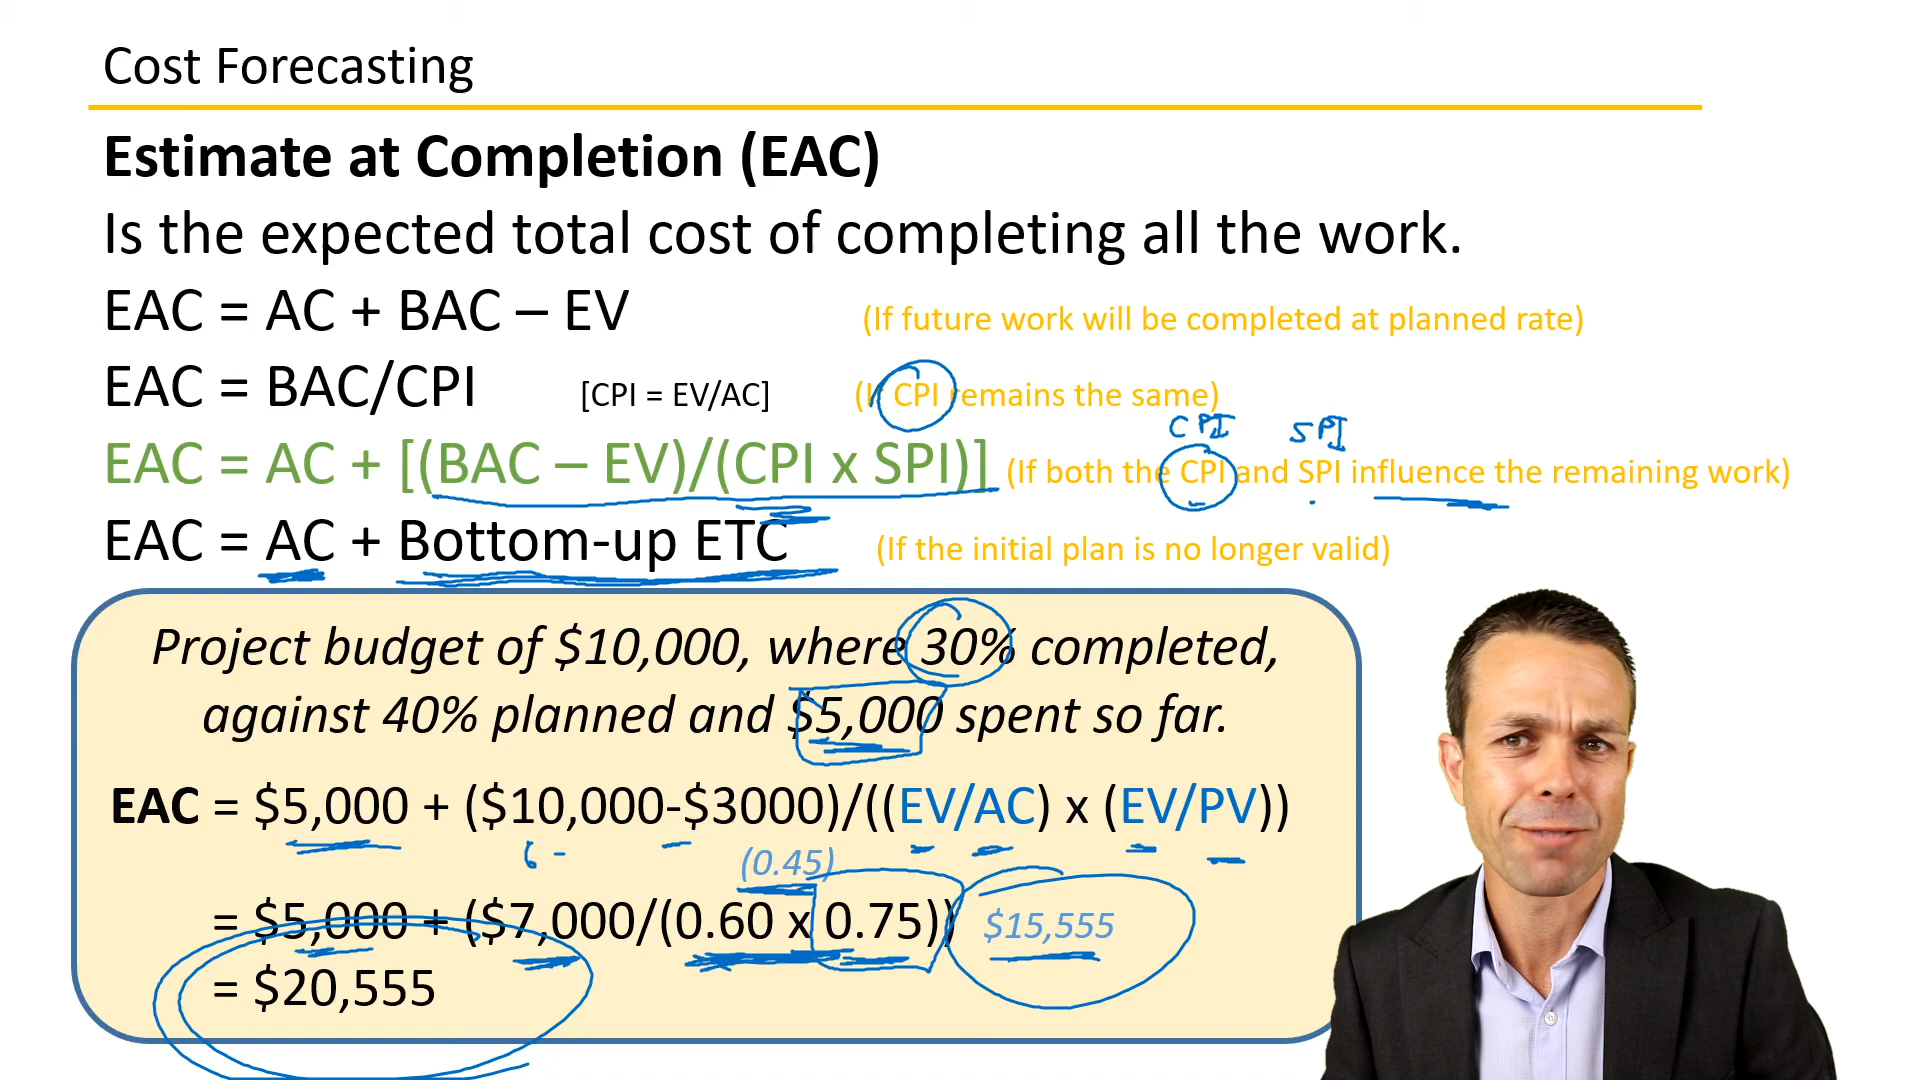 Cost Forecasting
Estimate at Completion (EAC)
Is the expected total cost of completing all the work.
EAC = AC + BAC – EV (If future work will be completed at planned rate)
EAC = BAC/CPI [CPI = EV/AC] (If CPI remains the same)
CPI SPI
EAC = AC + [(BAC – EV)/(CPI x SPI)] (If both the CPI and SPI influence the remaining work)
EAC = AC + Bottom-up ETC (If the initial plan is no longer valid)
Project budget of $10,000, where 30% completed,
against 40% planned and $5,000 spent so far.
EAC = $5,000 + ($10,000-$3000)/((EV/AC) x (EV/PV))
(0.45)
= $5,000 + ($7,000/(0.60 x 0.75)) $15,555
= $20,555